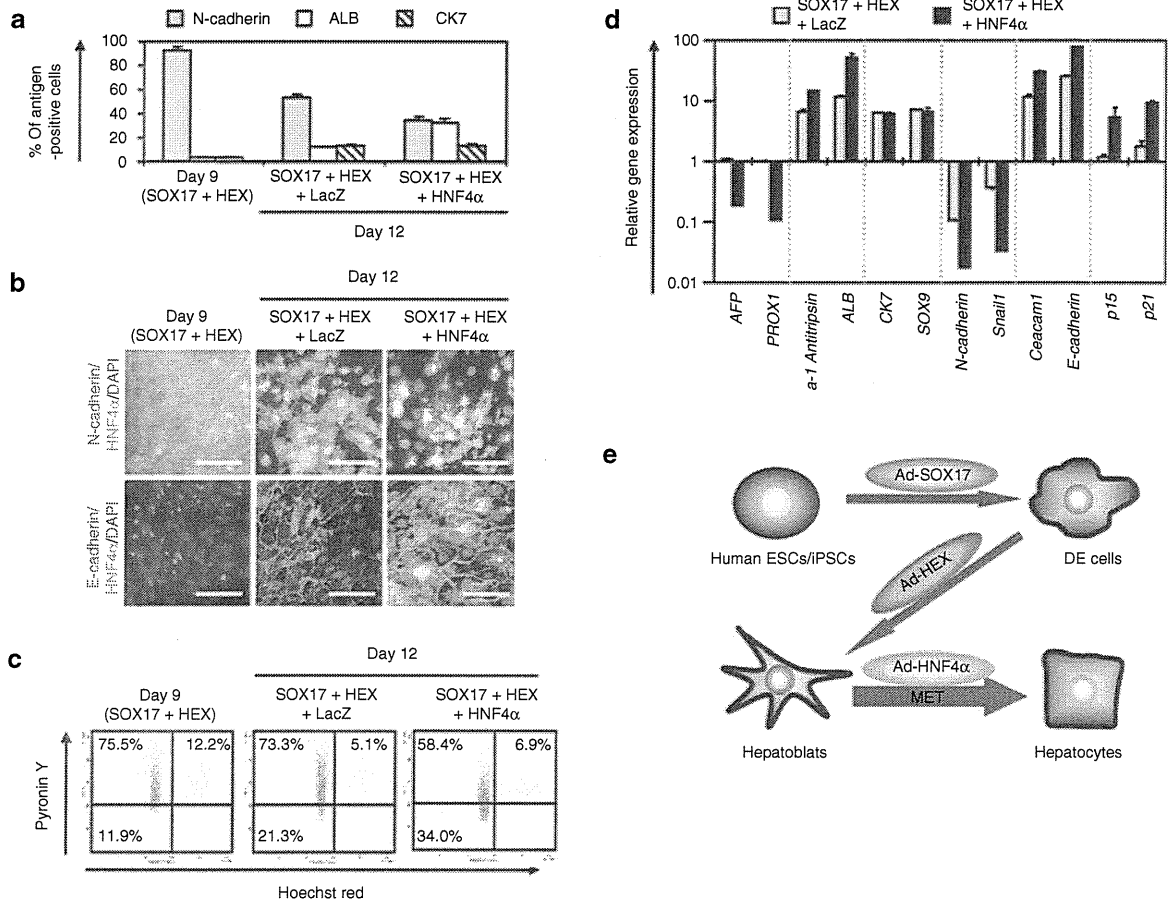 a
N-cadherin ALB CK7
% Of antigen
-positive cells
100
80
60
40
20
0
Day 9
(SOX17 + HEX)
SOX17 + HEX
+ LacZ
SOX17 + HEX
+ HNF4α
Day 12
b
Day 12
Day 9
(SOX17 + HEX)
SOX17 + HEX
+ LacZ
SOX17 + HEX
+ HNF4α
N-cadherin/
HNF4α/DAPI
E-cadherin/
HNF4α/DAPI
c
Day 12
Day 9
(SOX17 + HEX)
SOX17 + HEX
+ LacZ
SOX17 + HEX
+ HNF4α
Pyronin Y
75.5% 12.2%
11.9%
73.3% 5.1%
21.3%
58.4% 6.9%
34.0%
Hoechst red
d
SOX17 + HEX
+ LacZ
SOX17 + HEX
+ HNF4α
Relative gene expression
100
10
1
0.1
0.01
AFP
PROX1
a-1 Antitripsin
ALB
CK7
SOX9
N-cadherin
Snail1
Ceacam1
E-cadherin
p15
p21
e
Ad-SOX17
Human ESCs/iPSCs
DE cells
Ad-HEX
Ad-HNF4α
MET
Hepatoblats
Hepatocytes